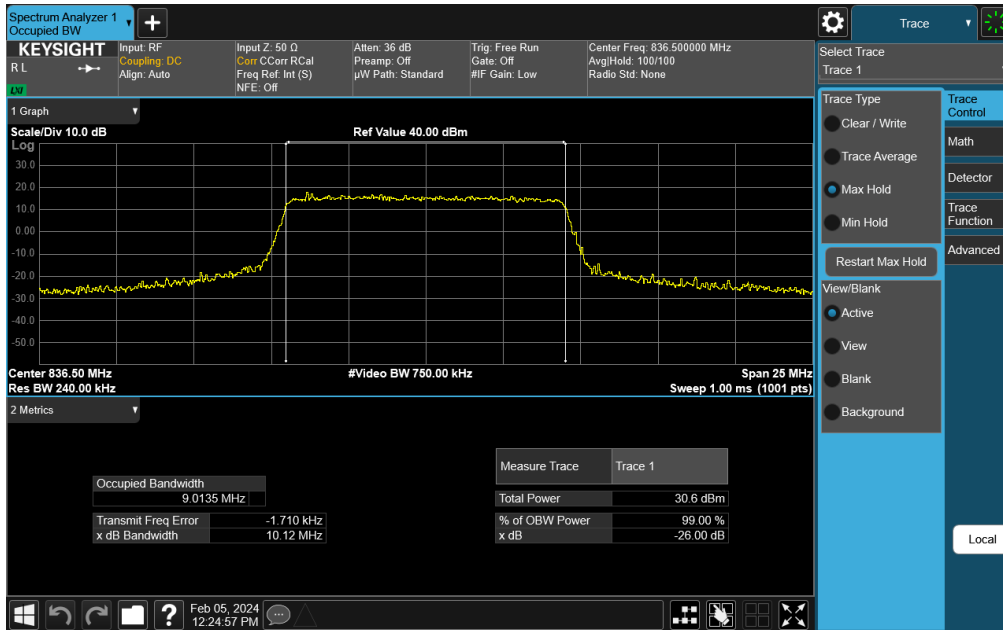 Spectrum Analyzer 1
Occupied BW
KEYSIGHT
R L
LXI
Input: RF
Coupling: DC
Align: Auto
Input Z: 50 Ω
Corr CCorr RCal
Freq Ref: Int (S)
NFE: Off
Atten: 36 dB
Preamp: Off
µW Path: Standard
Trig: Free Run
Gate: Off
#IF Gain: Low
Center Freq: 836.500000 MHz
Avg|Hold: 100/100
Radio Std: None
1 Graph
Scale/Div 10.0 dB
Ref Value 40.00 dBm
Log
30.0
20.0
10.0
0.00
-10.0
-20.0
-30.0
-40.0
-50.0
Center 836.50 MHz
#Video BW 750.00 kHz
Span 25 MHz
Res BW 240.00 kHz
Sweep 1.00 ms (1001 pts)
2 Metrics
Measure Trace Trace 1
Occupied Bandwidth
9.0135 MHz
Total Power 30.6 dBm
Transmit Freq Error -1.710 kHz
% of OBW Power 99.00 %
x dB Bandwidth 10.12 MHz
x dB -26.00 dB
Feb 05, 2024
12:24:57 PM
Trace
Select Trace
Trace 1
Trace Type
Clear / Write
Trace Average
Max Hold
Min Hold
Restart Max Hold
View/Blank
Active
View
Blank
Background
Trace
Control
Math
Detector
Trace
Function
Advanced
Local